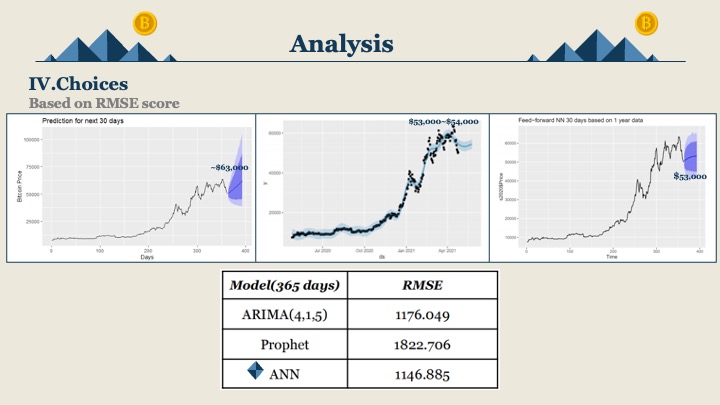 Analysis
IV.Choices
Based on RMSE score
Prediction for next 30 days
~$63,000
100000
75000
50000
25000
Bitcoin Price
0
100
200
300
400
Days
$53,000~$54,000
60000
40000
20000
y
Jul 2020
Oct 2020
Jan 2021
Apr 2021
ds
Feed-forward NN 30 days based on 1 year data
$53,000
60000
50000
40000
30000
20000
10000
0
100
200
300
400
Time
Model(365 days) RMSE
ARIMA(4,1,5) 1176.049
Prophet 1822.706
ANN 1146.885